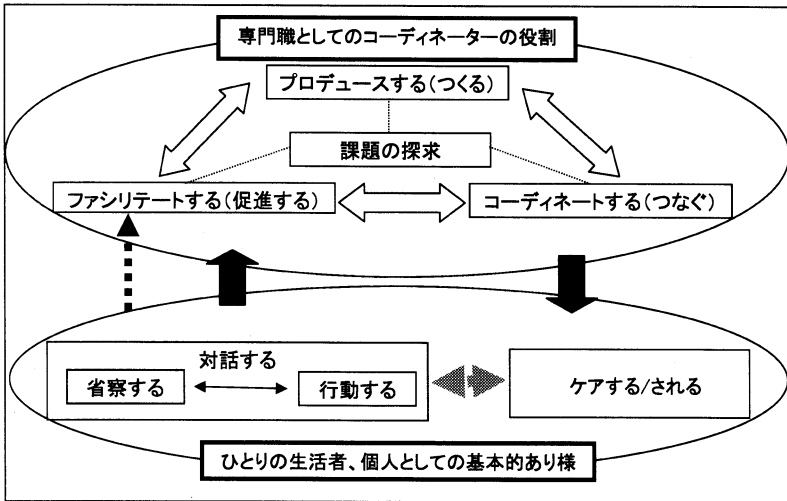 専門職としてのコーディネーターの役割
プロデュースする(つくる)
課題の探求
ファシリテートする(促進する)
コーディネートする(つなぐ)
対話する
省察する
行動する
ケアする/される
ひとりの生活者、個人としての基本的あり様